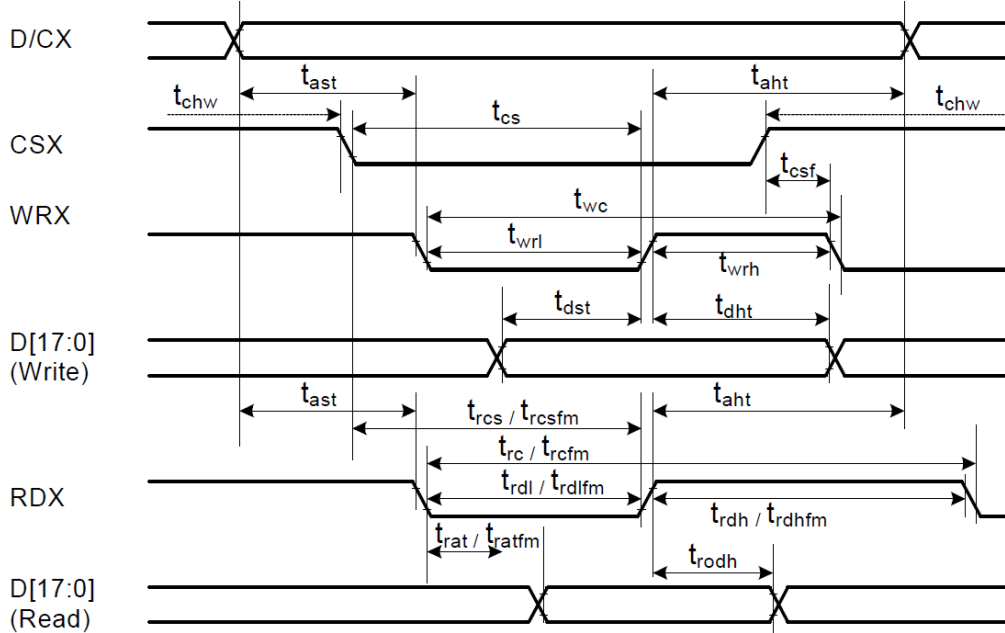 D/CX
tast
taht
tchw
tchw
tcs
CSX
tcsf
WRX
twc
twrl
twrh
tdst
tdht
D[17:0]
(Write)
tast
trcs / trcsfm
taht
trc / trcfm
RDX
trdl / trdlfm
trdh / trdhfm
trat / tratfm
trodh
D[17:0]
(Read)